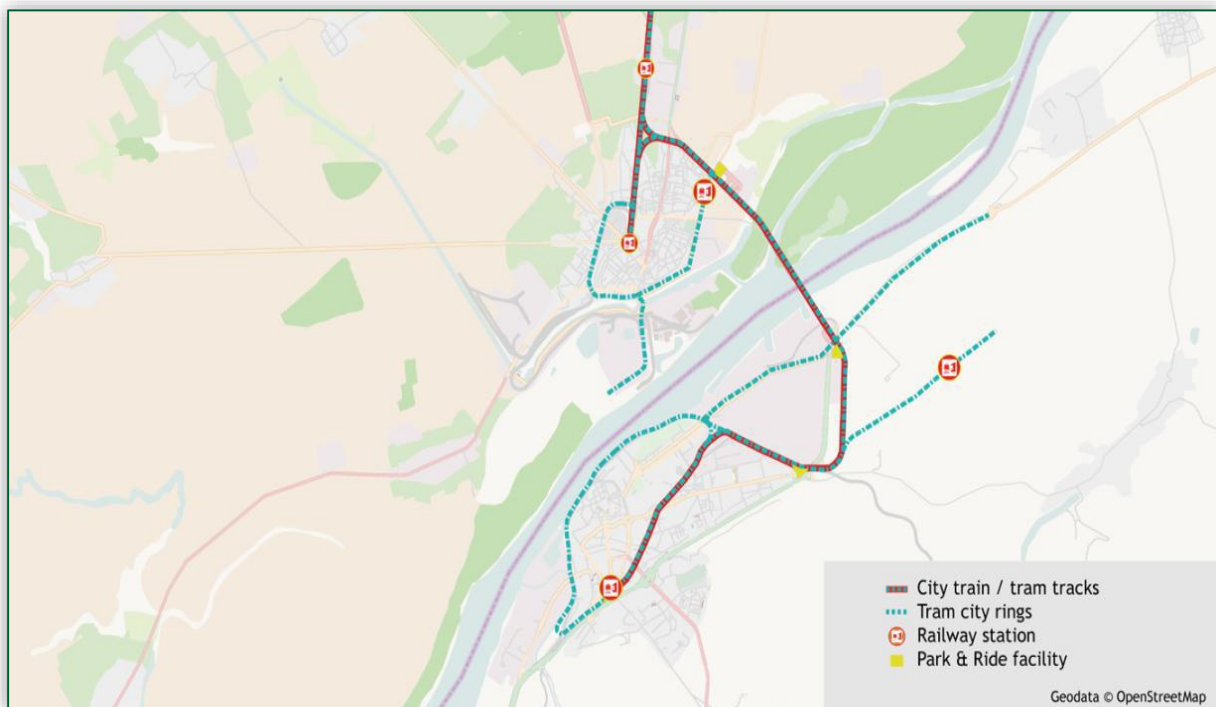 City train / tram tracks
Tram city rings
Railway station
Park & Ride facility
Geodata © OpenStreetMap